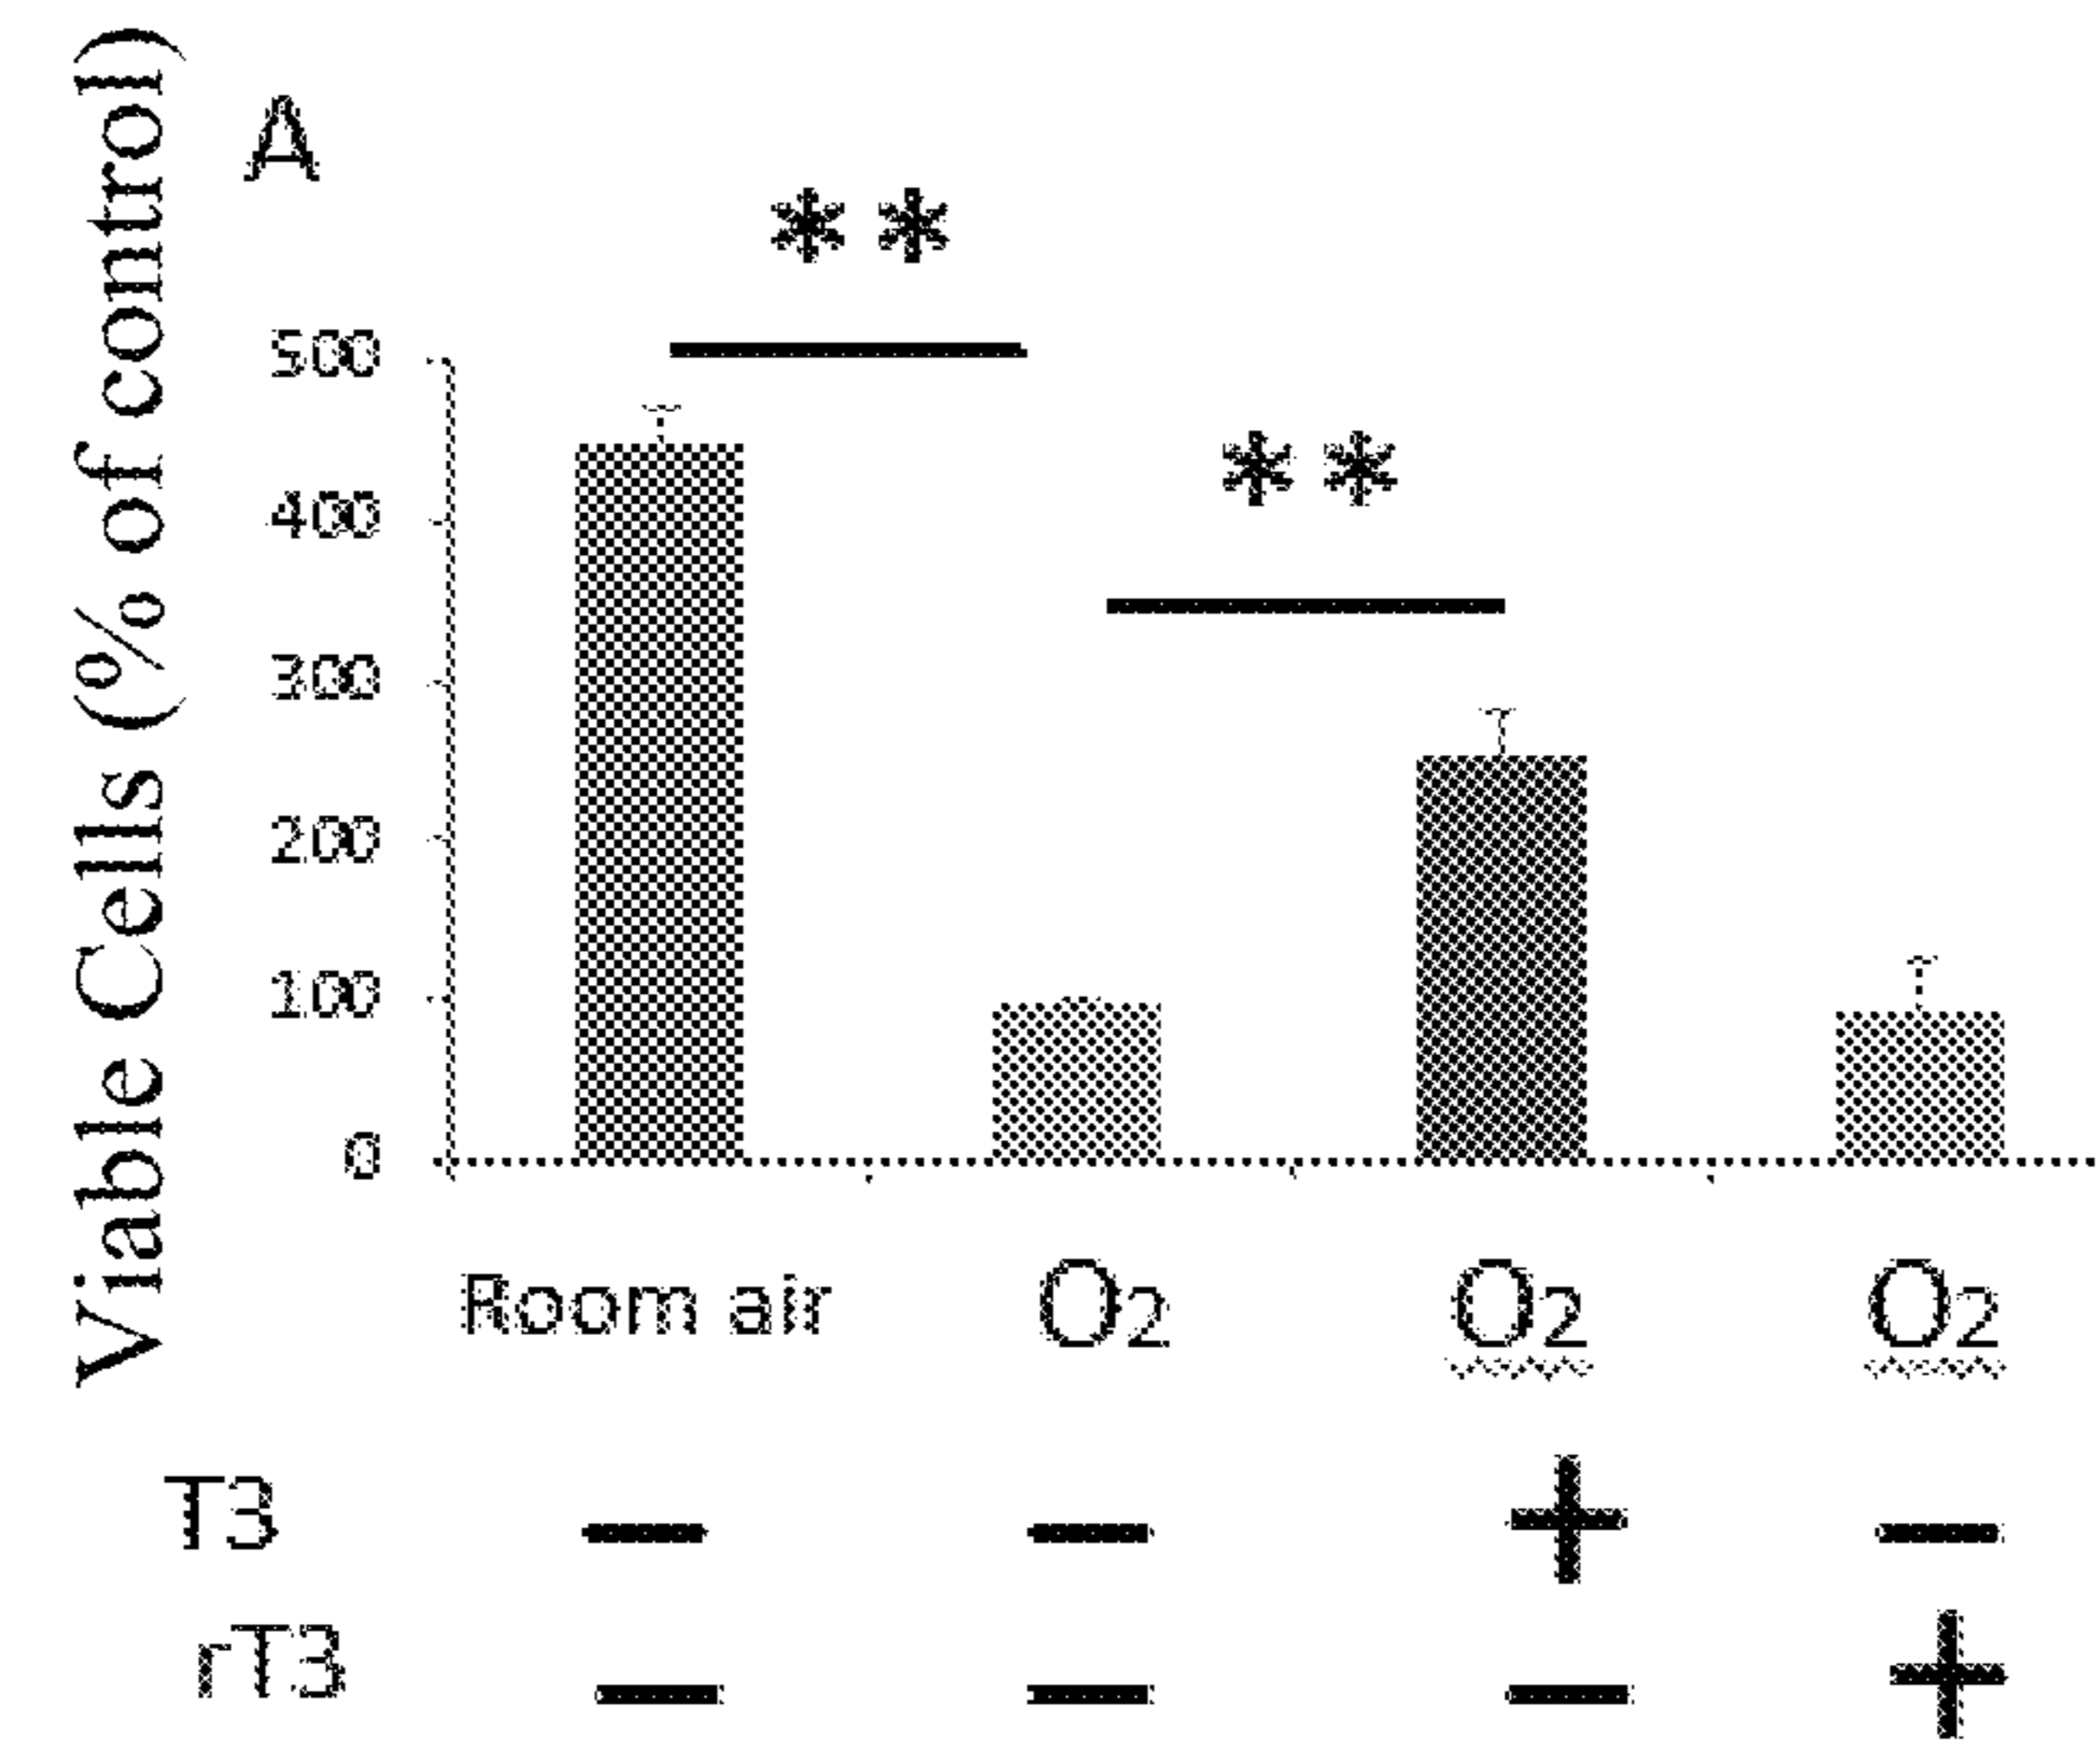 Viable Cells (% of control)
A
**
500
**
400
300
200
100
0
Room air O2 O2 O2
T3 − − + −
rT3 − − − +